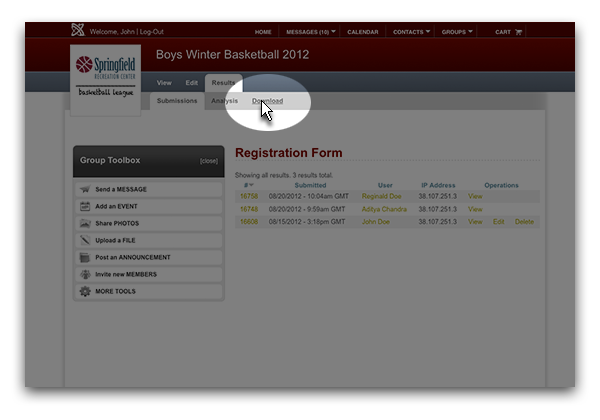 Welcome, John | Log-Out
HOME MESSAGES (18) CALENDAR CONTACTS GROUPS CART
Springfield
RECREATION CENTER
basketball league
Boys Winter Basketball 2012
View Edit Results
Submissions Analysis Download
Group Toolbox [close]
Send a MESSAGE
Add an EVENT
Share PHOTOS
Upload a FILE
Post an ANNOUNCEMENT
Invite new MEMBERS
MORE TOOLS
Registration Form
Showing all results. 3 results total.
# Submitted User IP Address Operations
16758 08/20/2012 - 10:04am GMT Reginald Doe 38.107.251.3 View
16748 08/20/2012 - 9:59am GMT Aditya Chandra 38.107.251.3 View
16608 08/15/2012 - 3:18pm GMT John Doe 38.107.251.3 View Edit Delete